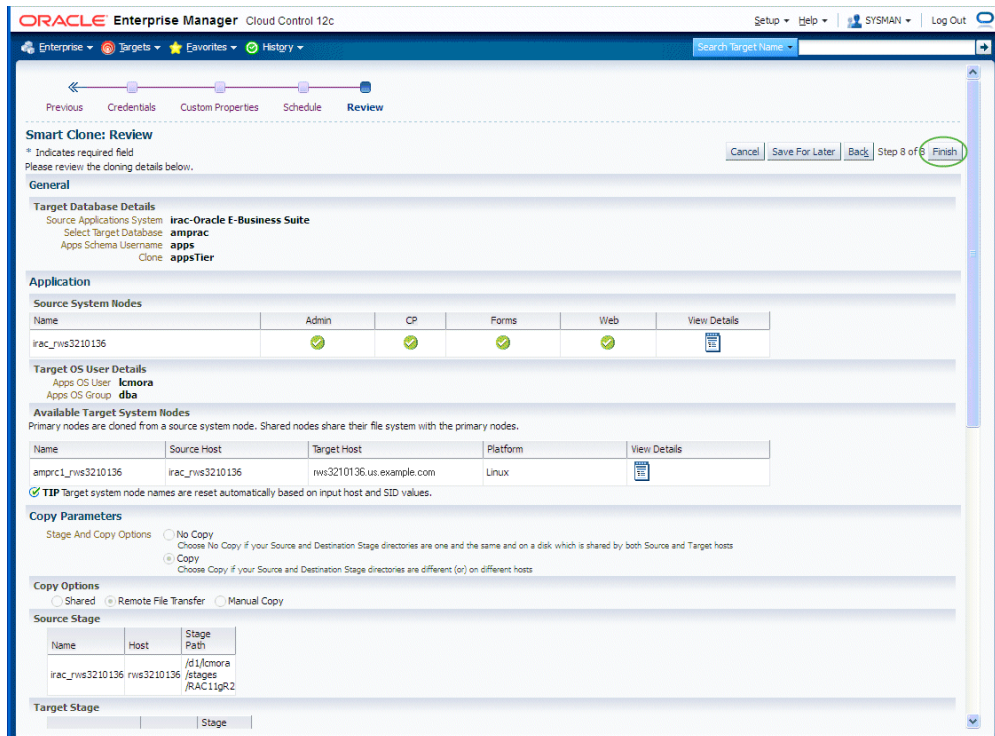 ORACLE Enterprise Manager Cloud Control 12c
Setup Help SYSMAN Log Out
Enterprise Targets Favorites History Search Target Name
Previous Credentials Custom Properties Schedule Review
Smart Clone: Review
* Indicates required field
Cancel Save For Later Back Step 8 of 8 Finish
Please review the cloning details below.
General
Target Database Details
Source Applications System irac-Oracle E-Business Suite
Select Target Database amprac
Apps Schema Username apps
Clone appsTier
Application
Source System Nodes
Name Admin CP Forms Web View Details
irac_rws3210136
Target OS User Details
Apps OS User lcmora
Apps OS Group dba
Available Target System Nodes
Primary nodes are cloned from a source system node. Shared nodes share their file system with the primary nodes.
Name Source Host Target Host Platform View Details
amprc1_rws3210136 irac_rws3210136 rws3210136.us.example.com Linux
TIP Target system node names are reset automatically based on input host and SID values.
Copy Parameters
Stage And Copy Options No Copy
Choose No Copy if your Source and Destination Stage directories are one and the same and on a disk which is shared by both Source and Target hosts
Copy
Choose Copy if your Source and Destination Stage directories are different (or) on different hosts
Copy Options
Shared Remote File Transfer Manual Copy
Source Stage
Name Host Stage Path
irac_rws3210136 rws3210136 /d1/lcmora
/stages
/RAC11gR2
Target Stage
Stage